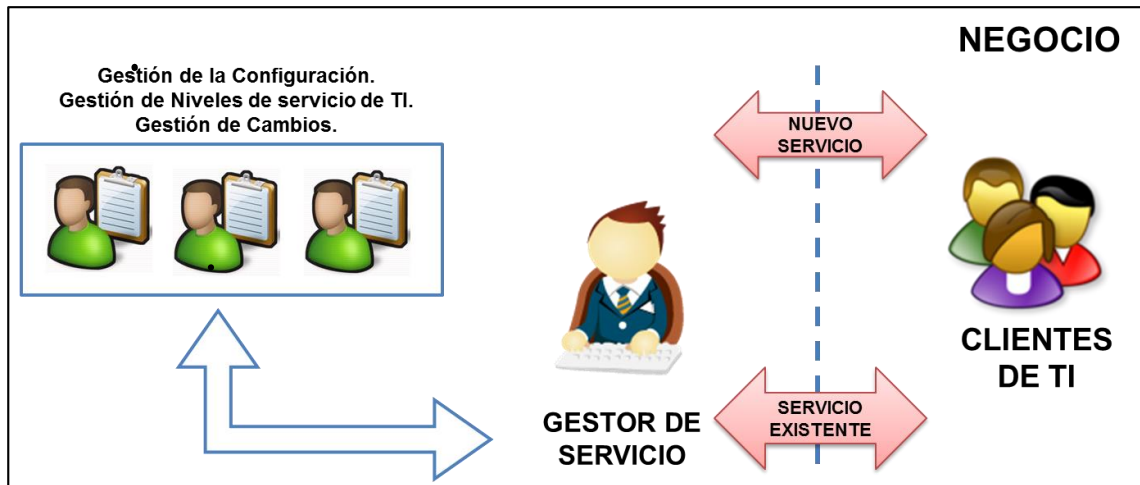 Gestión de la Configuración.
Gestión de Niveles de servicio de TI.
Gestión de Cambios.
NEGOCIO
NUEVO
SERVICIO
CLIENTES
DE TI
GESTOR DE
SERVICIO
SERVICIO
EXISTENTE